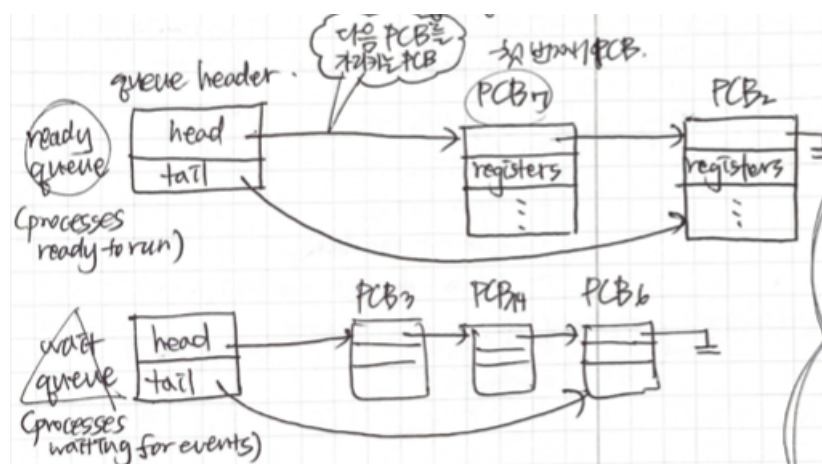 다음 PCB를
가리키는 PCB
queue header.
첫 번째 PCB.
PCB7
PCB2
ready
queue
head
tail
registers
registers
(processes
ready to run)
PCB3
PCB14
PCB6
wait
queue
head
tail
(processes
waiting for events)